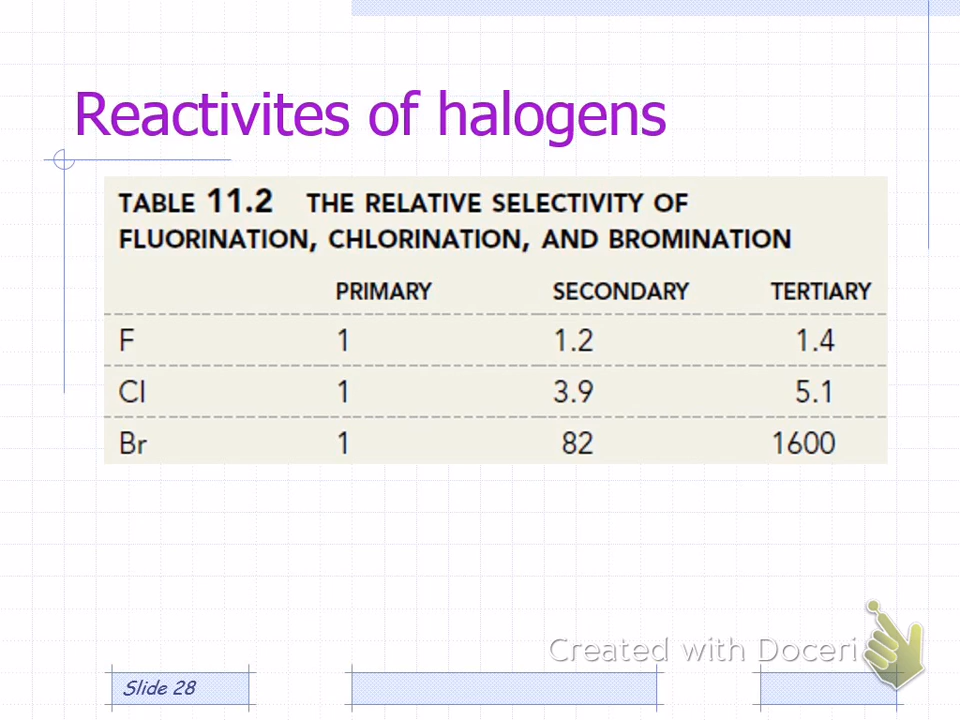 Reactivites of halogens
TABLE 11.2 THE RELATIVE SELECTIVITY OF
FLUORINATION, CHLORINATION, AND BROMINATION
PRIMARY SECONDARY TERTIARY
F 1 1.2 1.4
Cl 1 3.9 5.1
Br 1 82 1600
Created with Doceri
Slide 28